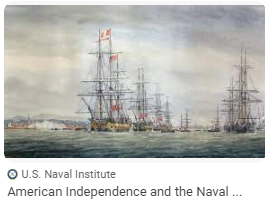 U.S. Naval Institute
American Independence and the Naval ...